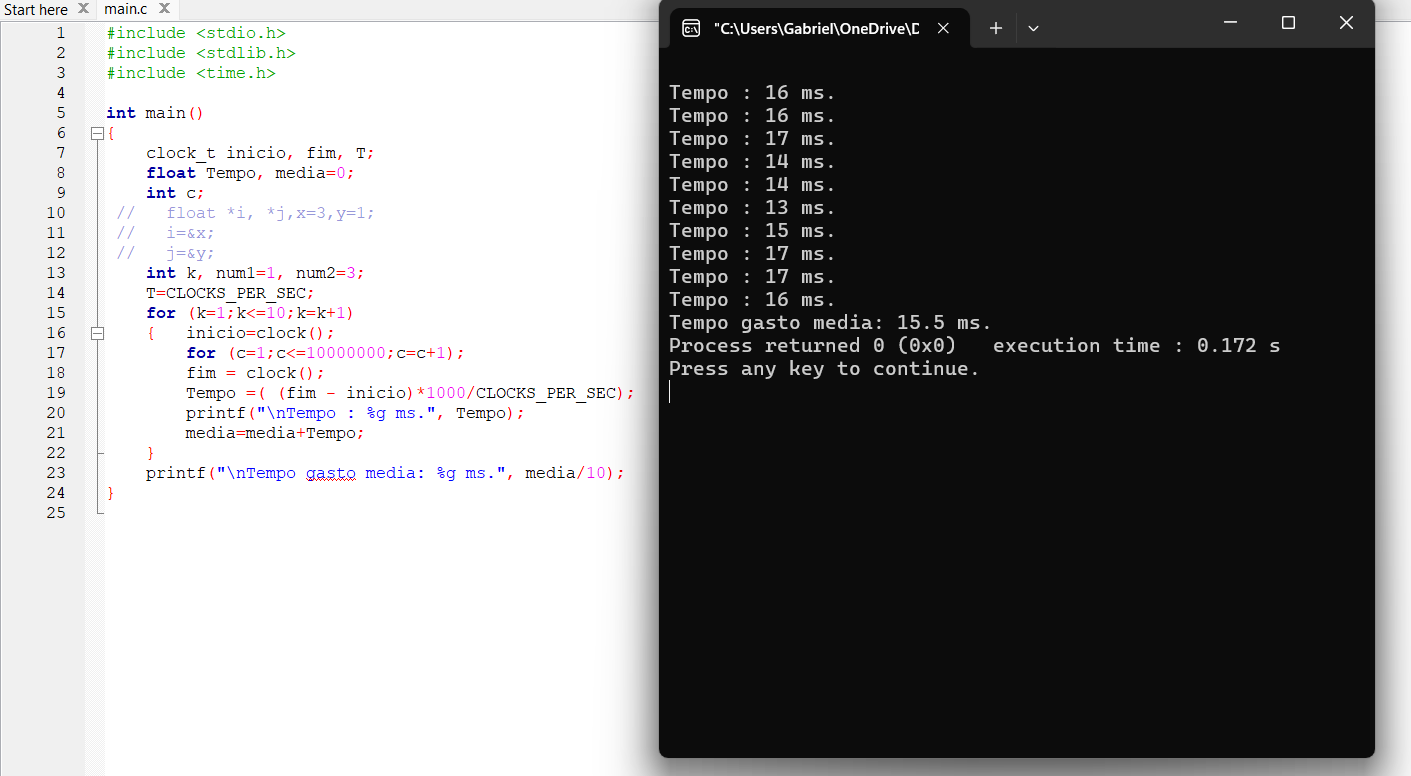 Start here
main.c
1 #include <stdio.h>
2 #include <stdlib.h>
3 #include <time.h>
4
5 int main()
6 {
7 clock_t inicio, fim, T;
8 float Tempo, media=0;
9 int c;
10 // float *i, *j,x=3,y=1;
11 // i=&x;
12 // j=&y;
13 int k, num1=1, num2=3;
14 T=CLOCKS_PER_SEC;
15 for (k=1;k<=10;k=k+1)
16 { inicio=clock();
17 for (c=1;c<=10000000;c=c+1);
18 fim = clock();
19 Tempo =( (fim - inicio)*1000/CLOCKS_PER_SEC);
20 printf("\nTempo : %g ms.", Tempo);
21 media=media+Tempo;
22 }
23 printf("\nTempo gasto media: %g ms.", media/10);
24 }
25
"C:\Users\Gabriel\OneDrive\D
Tempo : 16 ms.
Tempo : 16 ms.
Tempo : 17 ms.
Tempo : 14 ms.
Tempo : 14 ms.
Tempo : 13 ms.
Tempo : 15 ms.
Tempo : 17 ms.
Tempo : 17 ms.
Tempo : 16 ms.
Tempo gasto media: 15.5 ms.
Process returned 0 (0x0)   execution time : 0.172 s
Press any key to continue.